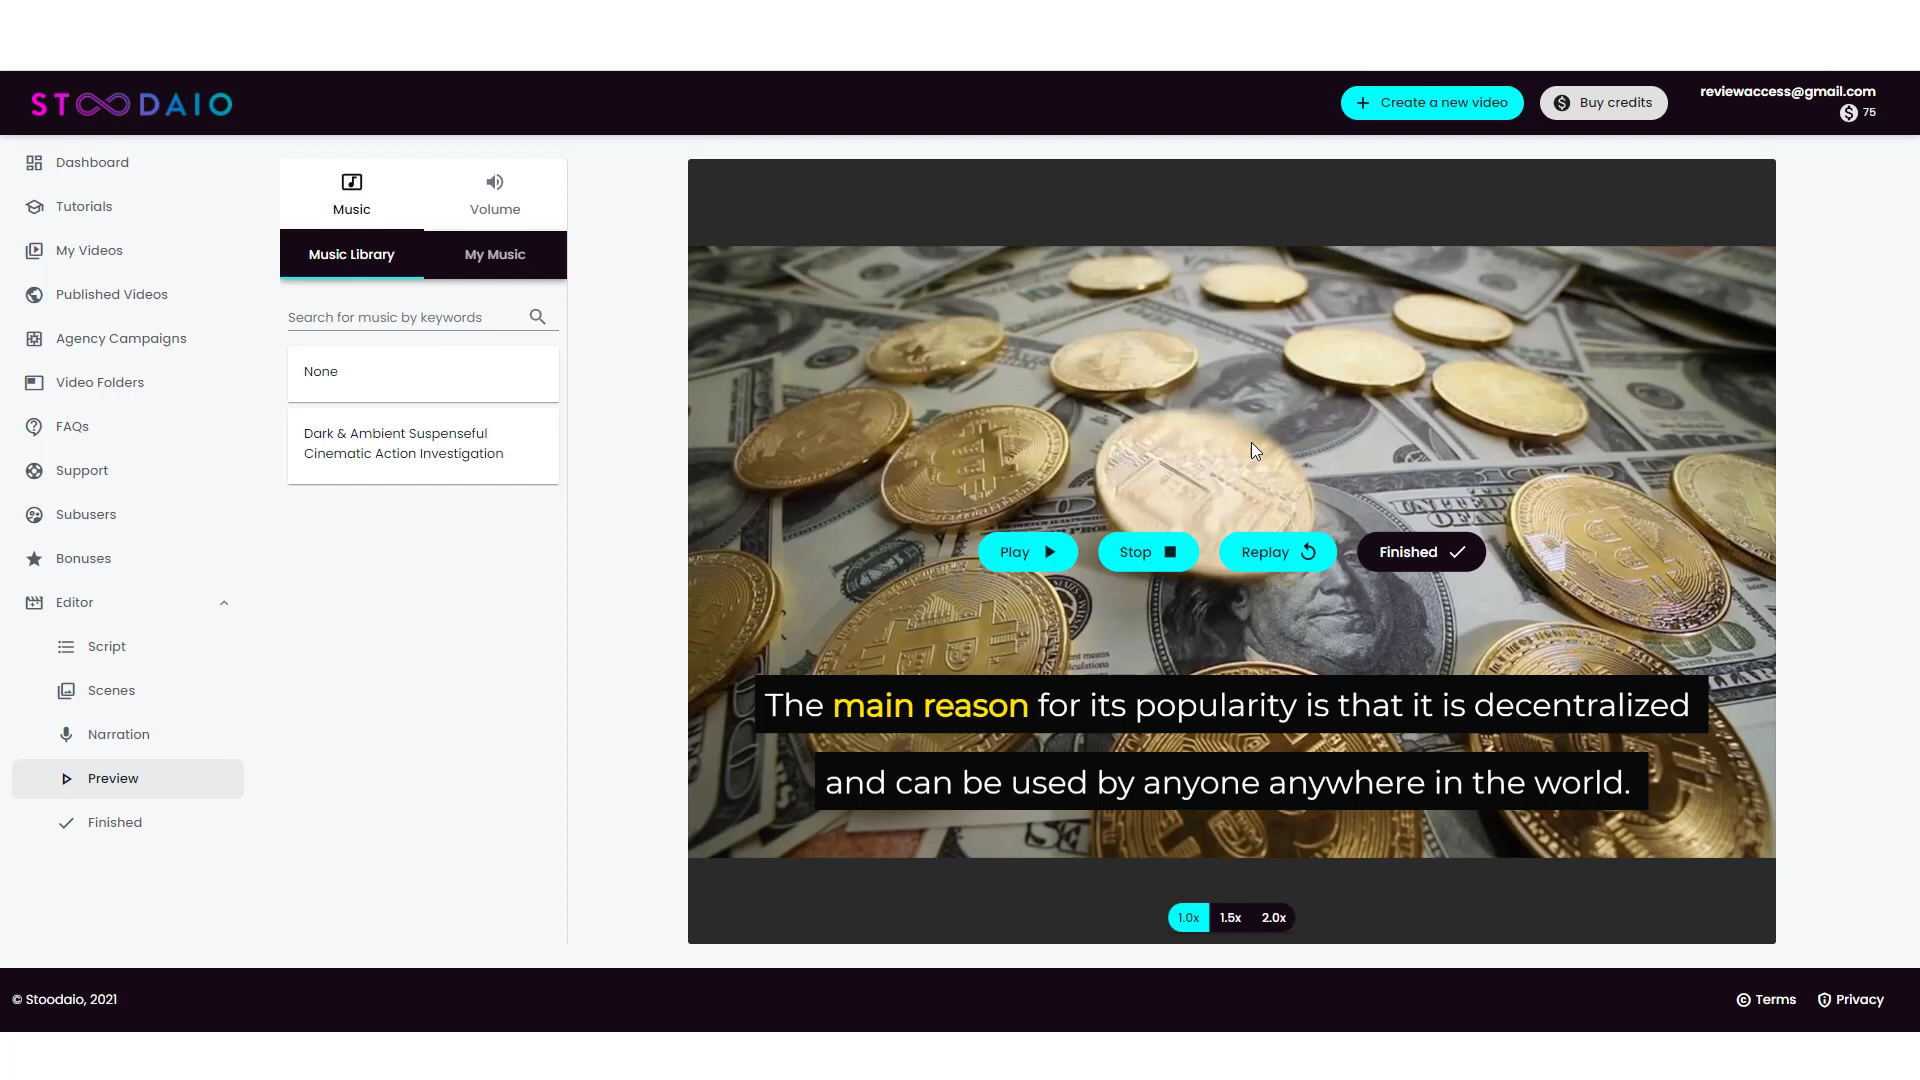 STOODAIO
Create a new video
Buy credits
reviewaccess@gmail.com
75
Dashboard
Tutorials
My Videos
Published Videos
Agency Campaigns
Video Folders
FAQs
Support
Subusers
Bonuses
Editor
Script
Scenes
Narration
Preview
Finished
Music
Volume
Music Library
My Music
Search for music by keywords
None
Dark & Ambient Suspenseful
Cinematic Action Investigation
Play
Stop
Replay
Finished
The main reason for its popularity is that it is decentralized
and can be used by anyone anywhere in the world.
1.0x
1.5x
2.0x
© Stoodaio, 2021
Terms
Privacy